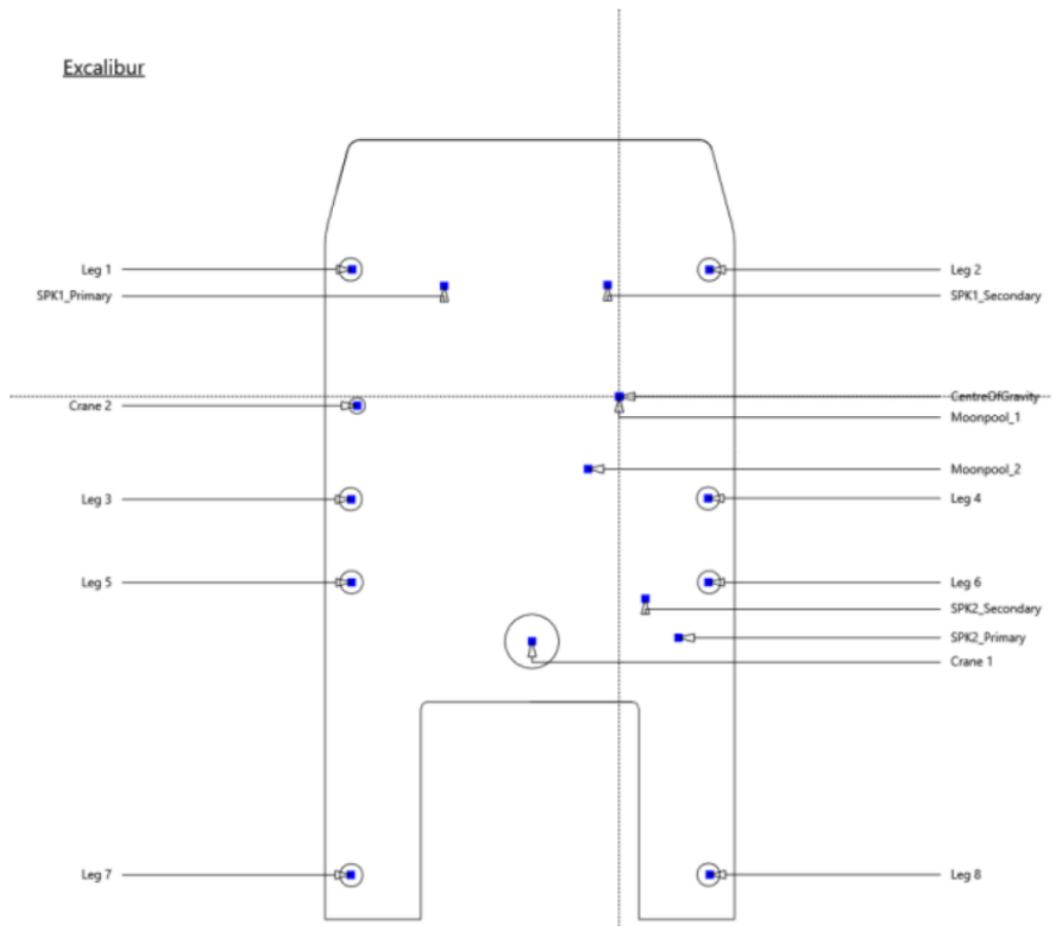 Excalibur
Leg 1
Leg 2
SPK1_Primary
SPK1_Secondary
CentreOfGravity
Crane 2
Moonpool_1
Moonpool_2
Leg 3
Leg 4
Leg 5
Leg 6
SPK2_Secondary
SPK2_Primary
Crane 1
Leg 7
Leg 8